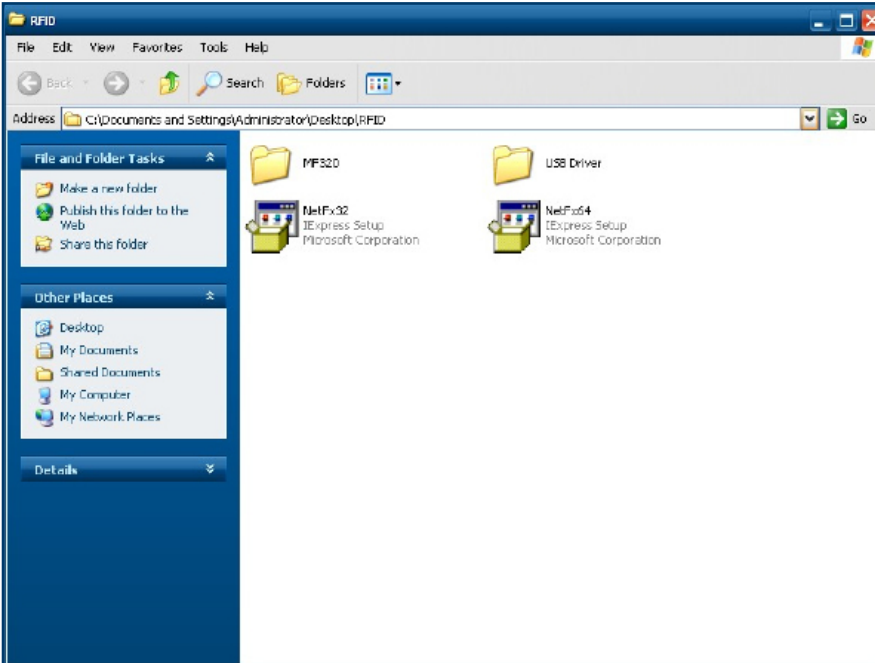 RFID
File Edit View Favorites Tools Help
Back Search Folders
Address C:\Documents and Settings\Administrator\Desktop\RFID Go
File and Folder Tasks
Make a new folder
Publish this folder to the
Web
Share this folder
Other Places
Desktop
My Documents
Shared Documents
My Computer
My Network Places
Details
MF320
USB Driver
NetFx32
IExpress Setup
Microsoft Corporation
NetFx64
IExpress Setup
Microsoft Corporation